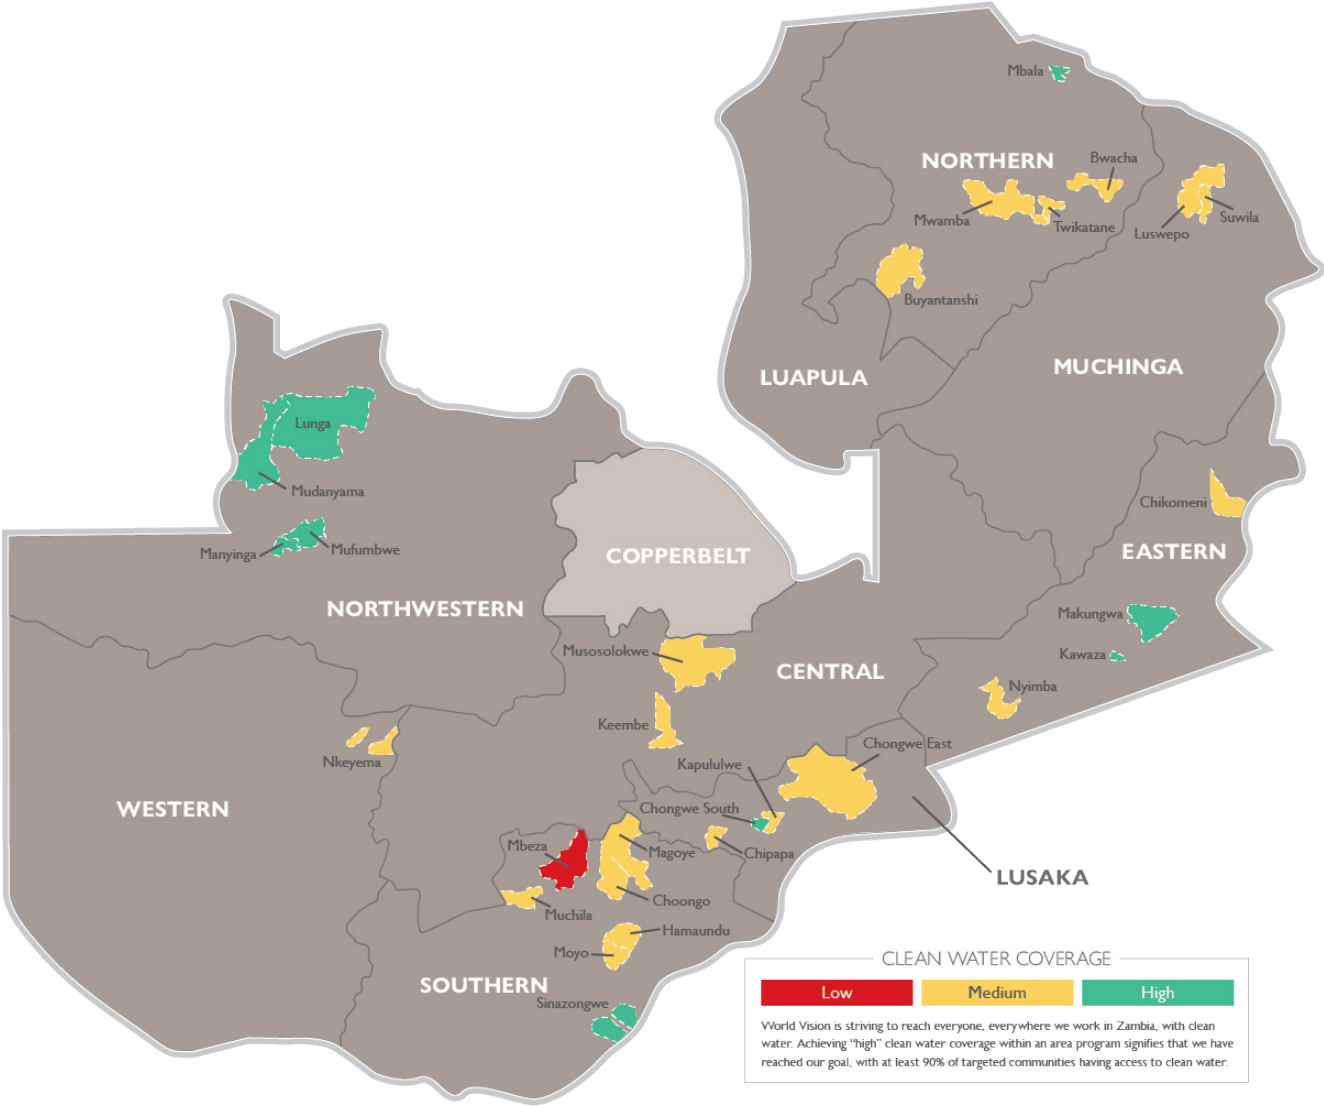 Mbala
NORTHERN
Bwacha
Mwamba
Twikatane
Suwila
Luswepo
Buyantanshi
MUCHINGA
LUAPULA
Lunga
Mudanyama
Manyinga
Mufumbwe
Chikomeni
EASTERN
COPPERBELT
NORTHWESTERN
Makungwa
Kawaza
Musosolokwe
CENTRAL
Nyimba
Keembe
Chongwe East
Nkeyema
Kapululwe
WESTERN
Chongwe South
Mbeza
Magoye
Chipapa
LUSAKA
Choongo
Muchila
Hamaundu
Moyo
SOUTHERN
Sinazongwe
CLEAN WATER COVERAGE
Low Medium High
World Vision is striving to reach everyone, everywhere we work in Zambia, with clean
water. Achieving “high” clean water coverage within an area program signifies that we have
reached our goal, with at least 90% of targeted communities having access to clean water.